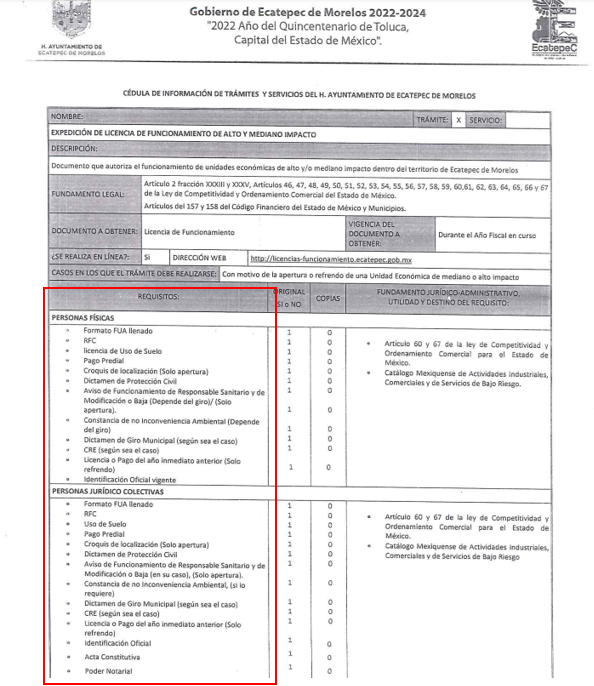 Gobierno de Ecatepec de Morelos 2022-2024
"2022 Año del Quincentenario de Toluca,
Capital del Estado de México".
H. AYUNTAMIENTO DE
ECATEPEC DE MORELOS
EcatepeC
CÉDULA DE INFORMACIÓN DE TRÁMITES Y SERVICIOS DEL H. AYUNTAMIENTO DE ECATEPEC DE MORELOS
NOMBRE: TRÁMITE: X SERVICIO:
EXPEDICIÓN DE LICENCIA DE FUNCIONAMIENTO DE ALTO Y MEDIANO IMPACTO
DESCRIPCIÓN:
Documento que autoriza el funcionamiento de unidades económicas de alto y/o mediano impacto dentro del territorio de Ecatepec de Morelos
FUNDAMENTO LEGAL:
Artículo 2 fracción XXXIII y XXXV, Artículos 46, 47, 48, 49, 50, 51, 52, 53, 54, 55, 56, 57, 58, 59, 60,61, 62, 63, 64, 65, 66 y 67
de la Ley de Competitividad y Ordenamiento Comercial del Estado de México.
Artículos del 157 y 158 del Código Financiero del Estado de México y Municipios.
DOCUMENTO A OBTENER: Licencia de Funcionamiento
VIGENCIA DEL
DOCUMENTO A
OBTENER:
Durante el Año Fiscal en curso
¿SE REALIZA EN LÍNEA?: Si DIRECCIÓN WEB http://licencias-funcionamiento.ecatepec.gob.mx
CASOS EN LOS QUE EL TRÁMITE DEBE REALIZARSE: Con motivo de la apertura o refrendo de una Unidad Económica de mediano o alto impacto
REQUISITOS:
ORIGINAL
SI o NO
COPIAS
FUNDAMENTO JURÍDICO-ADMINISTRATIVO,
UTILIDAD Y DESTINO DEL REQUISITO:
PERSONAS FÍSICAS
• Formato FUA llenado 1 0
• RFC 1 0
• licencia de Uso de Suelo 1 0
• Pago Predial 1 0
• Croquis de localización (Solo apertura) 1 0
• Dictamen de Protección Civil 1 0
• Aviso de Funcionamiento de Responsable Sanitario y de
Modificación o Baja (Depende del giro)/ (Solo
apertura). 1 0
• Constancia de no Inconveniencia Ambiental (Depende
del giro) 1 0
• Dictamen de Giro Municipal (según sea el caso) 1 0
• CRE (según sea el caso) 1 0
• Licencia o Pago del año inmediato anterior (Solo
refrendo) 1 0
• Identificación Oficial vigente
• Artículo 60 y 67 de la ley de Competitividad y
Ordenamiento Comercial para el Estado de
México.
• Catálogo Mexiquense de Actividades Industriales,
Comerciales y de Servicios de Bajo Riesgo.
PERSONAS JURÍDICO COLECTIVAS
• Formato FUA llenado 1 0
• RFC 1 0
• Uso de Suelo 1 0
• Pago Predial 1 0
• Croquis de localización (Solo apertura) 1 0
• Dictamen de Protección Civil 1 0
• Aviso de Funcionamiento de Responsable Sanitario y de
Modificación o Baja (en su caso), (Solo apertura). 1 0
• Constancia de no Inconveniencia Ambiental, (si lo
requiere) 1 0
• Dictamen de Giro Municipal (según sea el caso) 1 0
• CRE (según sea el caso) 1 0
• Licencia o Pago del año inmediato anterior (Solo
refrendo) 1 0
• Identificación Oficial 1 0
• Acta Constitutiva 1 0
• Poder Notarial 1 0
• Artículo 60 y 67 de la ley de Competitividad y
Ordenamiento Comercial para el Estado de
México.
• Catálogo Mexiquense de Actividades Industriales,
Comerciales y de Servicios de Bajo Riesgo